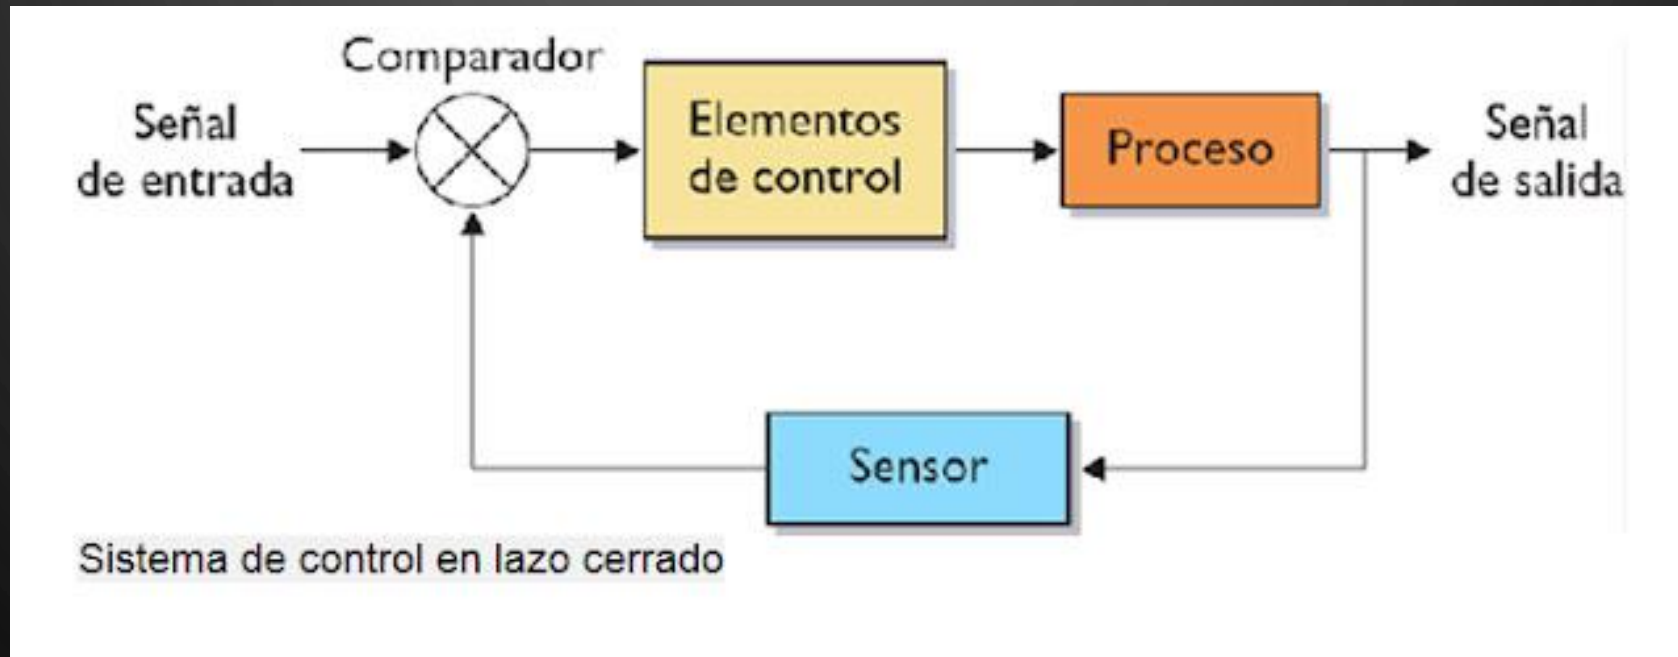 Comparador
Señal
de entrada
Elementos
de control
Proceso
Señal
de salida
Sensor
Sistema de control en lazo cerrado